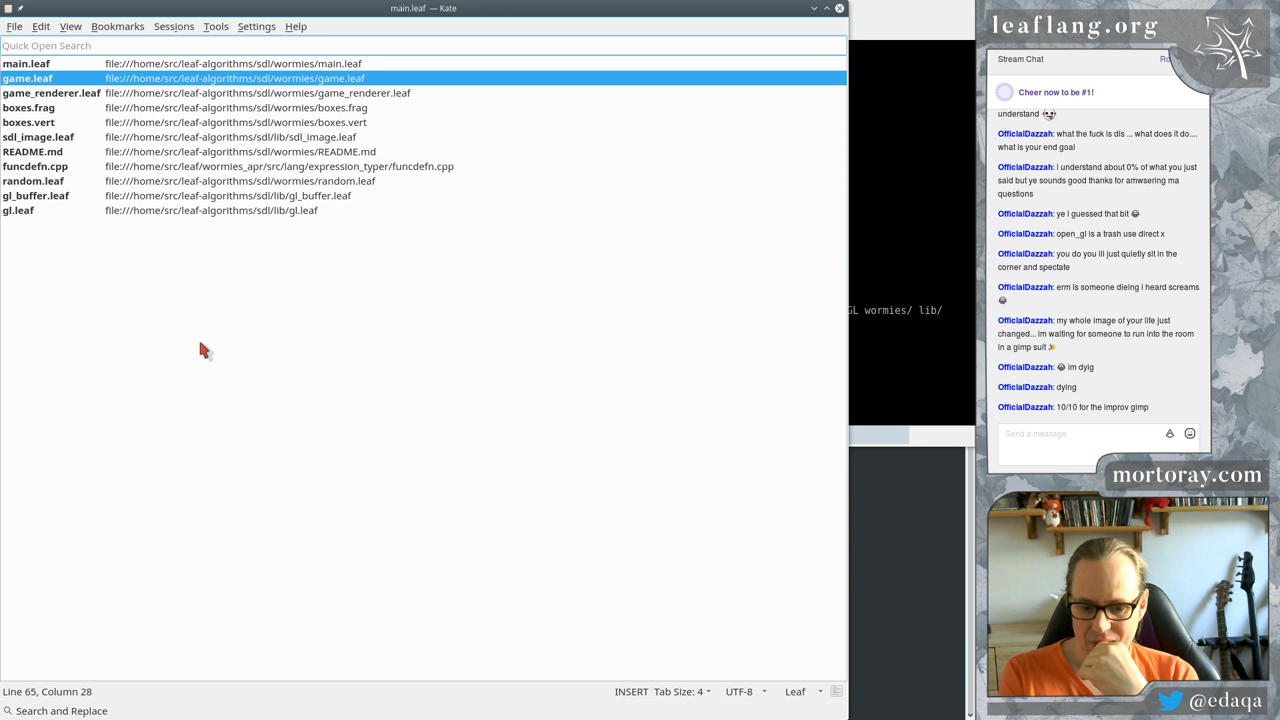 main.leaf — Kate
File Edit View Bookmarks Sessions Tools Settings Help
Quick Open Search
main.leaf file:///home/src/leaf-algorithms/sdl/wormies/main.leaf
game.leaf file:///home/src/leaf-algorithms/sdl/wormies/game.leaf
game_renderer.leaf file:///home/src/leaf-algorithms/sdl/wormies/game_renderer.leaf
boxes.frag file:///home/src/leaf-algorithms/sdl/wormies/boxes.frag
boxes.vert file:///home/src/leaf-algorithms/sdl/wormies/boxes.vert
sdl_image.leaf file:///home/src/leaf-algorithms/sdl/lib/sdl_image.leaf
README.md file:///home/src/leaf-algorithms/sdl/wormies/README.md
funcdefn.cpp file:///home/src/leaf/wormies_apr/src/lang/expression_typer/funcdefn.cpp
random.leaf file:///home/src/leaf-algorithms/sdl/wormies/random.leaf
gl_buffer.leaf file:///home/src/leaf-algorithms/sdl/lib/gl_buffer.leaf
gl.leaf file:///home/src/leaf-algorithms/sdl/lib/gl.leaf
Line 65, Column 28 INSERT Tab Size: 4 UTF-8 Leaf
Search and Replace
GL wormies/ lib/
leaflang.org
Stream Chat Ro
Cheer now to be #1!
understand
OfficialDazzah: what the fuck is dis ... what does it do....
what is your end goal
OfficialDazzah: i understand about 0% of what you just
said but ye sounds good thanks for amwsering ma
questions
OfficialDazzah: ye i guessed that bit 😂
OfficialDazzah: open_gl is a trash use direct x
OfficialDazzah: you do you ill just quietly sit in the
corner and spectate
OfficialDazzah: erm is someone dieing i heard screams
😂
OfficialDazzah: my whole image of your life just
changed... im waiting for someone to run into the room
in a gimp suit 🎉
OfficialDazzah: 😂 im dyig
OfficialDazzah: dying
OfficialDazzah: 10/10 for the improv gimp
Send a message
mortoray.com
@edaqa